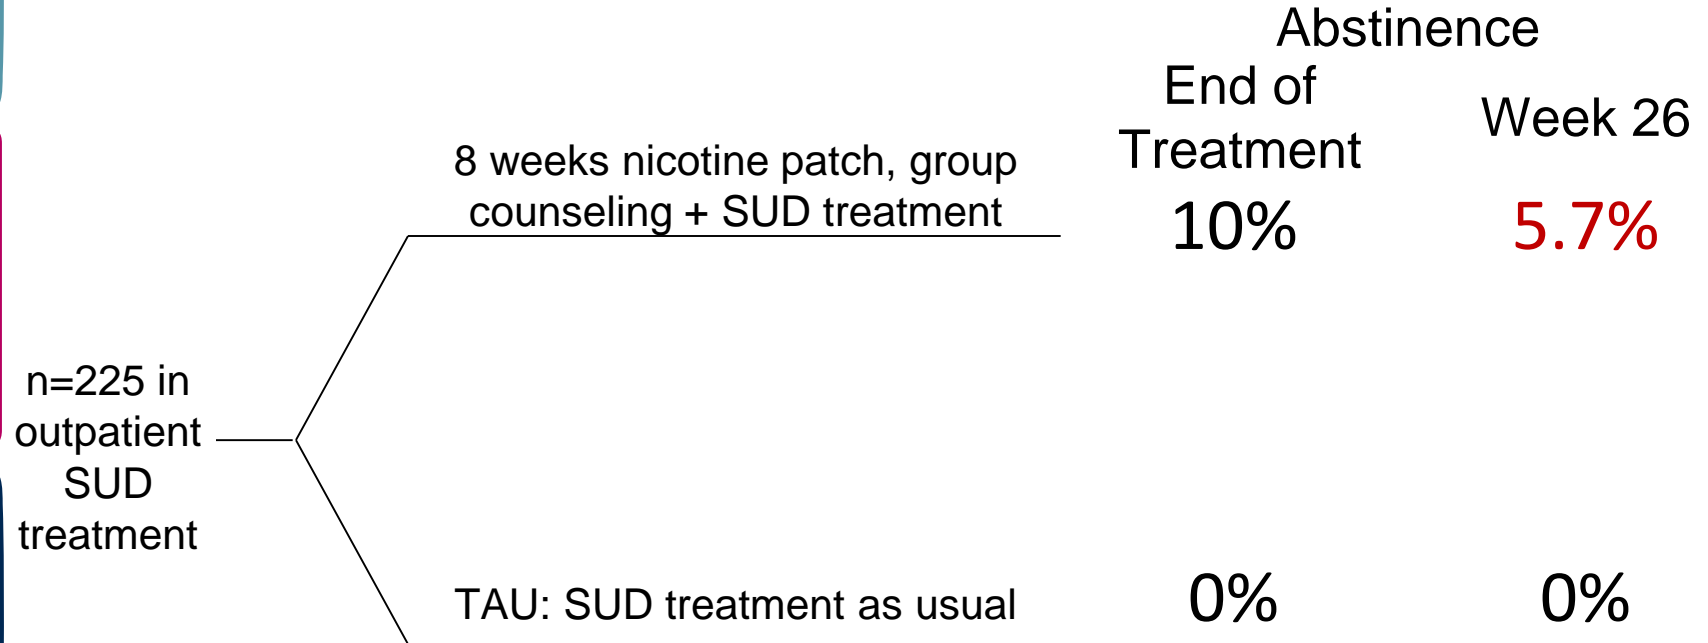 Abstinence
End of
Treatment
Week 26
8 weeks nicotine patch, group
counseling + SUD treatment
10%
5.7%
n=225 in
outpatient
SUD
treatment
TAU: SUD treatment as usual
0%
0%